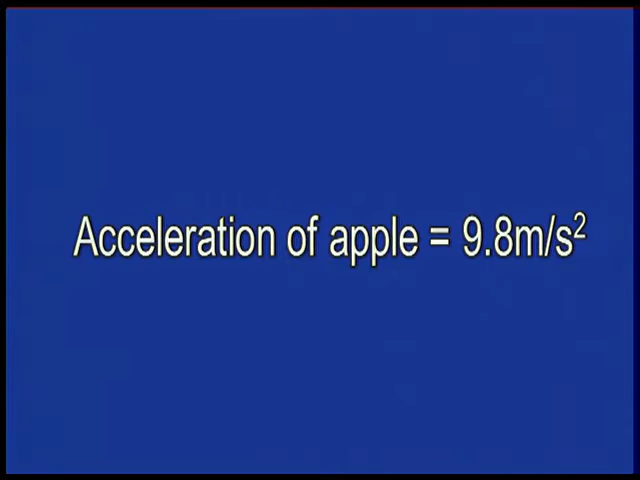 Acceleration of apple = 9.8m/s²